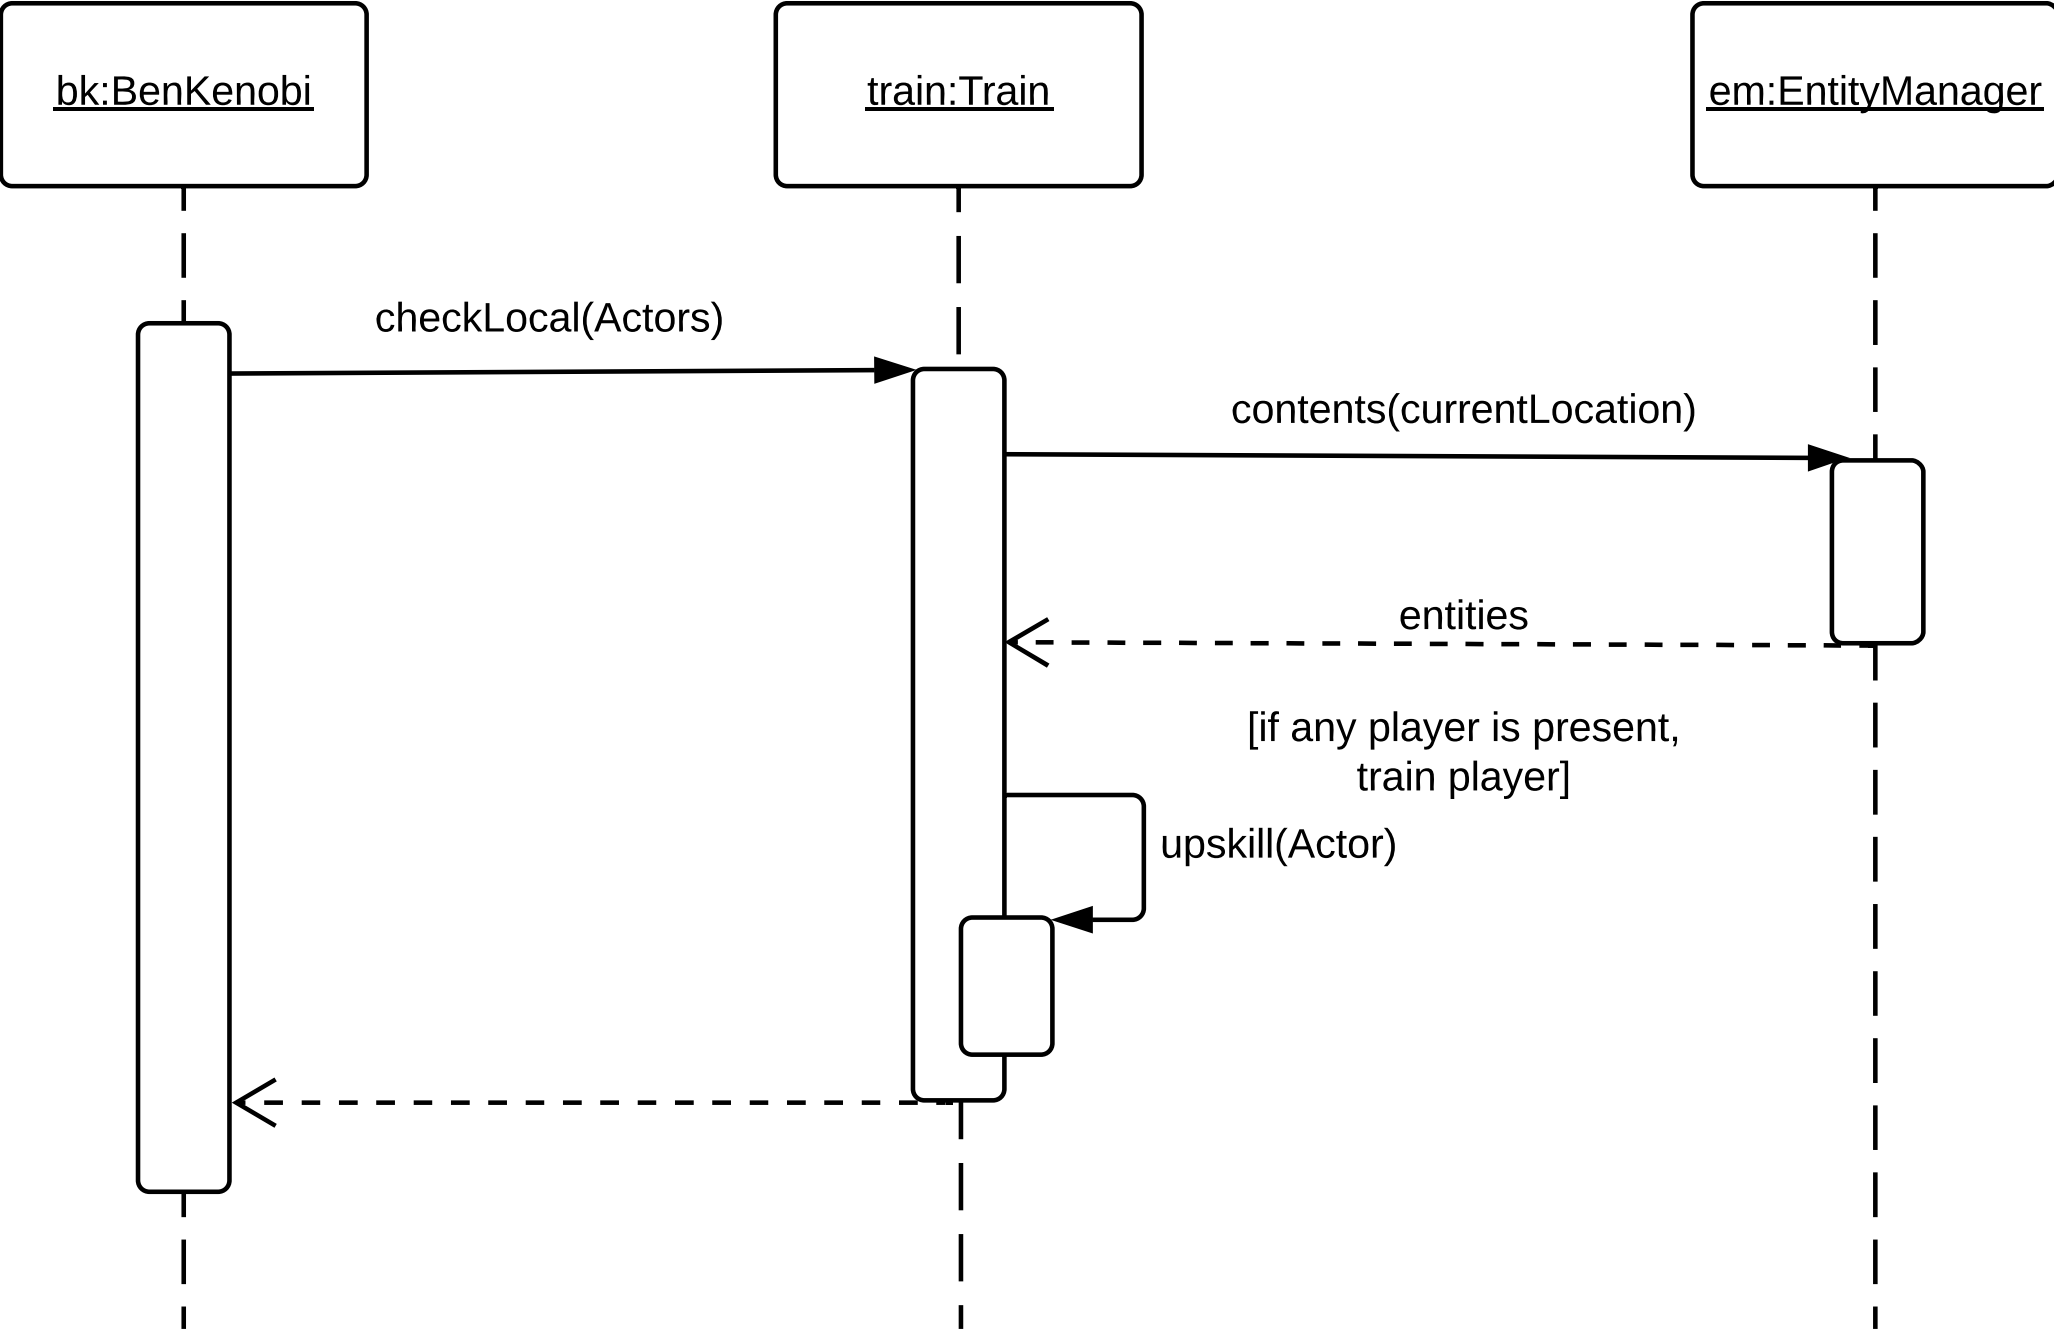 bk:BenKenobi
train:Train
em:EntityManager
checkLocal(Actors)
contents(currentLocation)
entities
[if any player is present,
train player]
upskill(Actor)